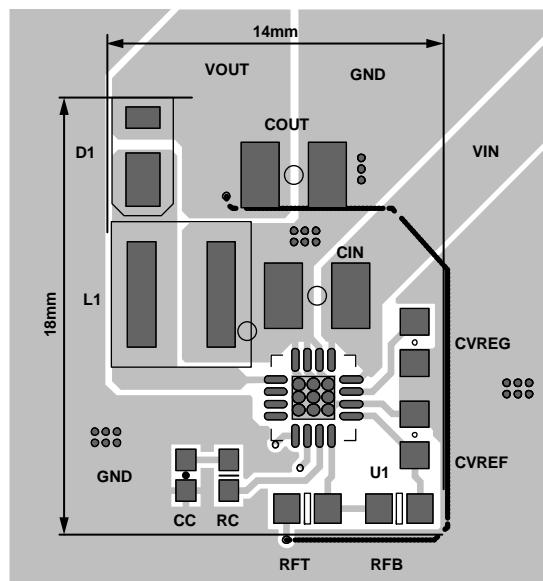 14mm
VOUT
GND
COUT
D1
VIN
CIN
L1
18mm
CVREG
CVREF
U1
GND
CC
RC
RFT
RFB